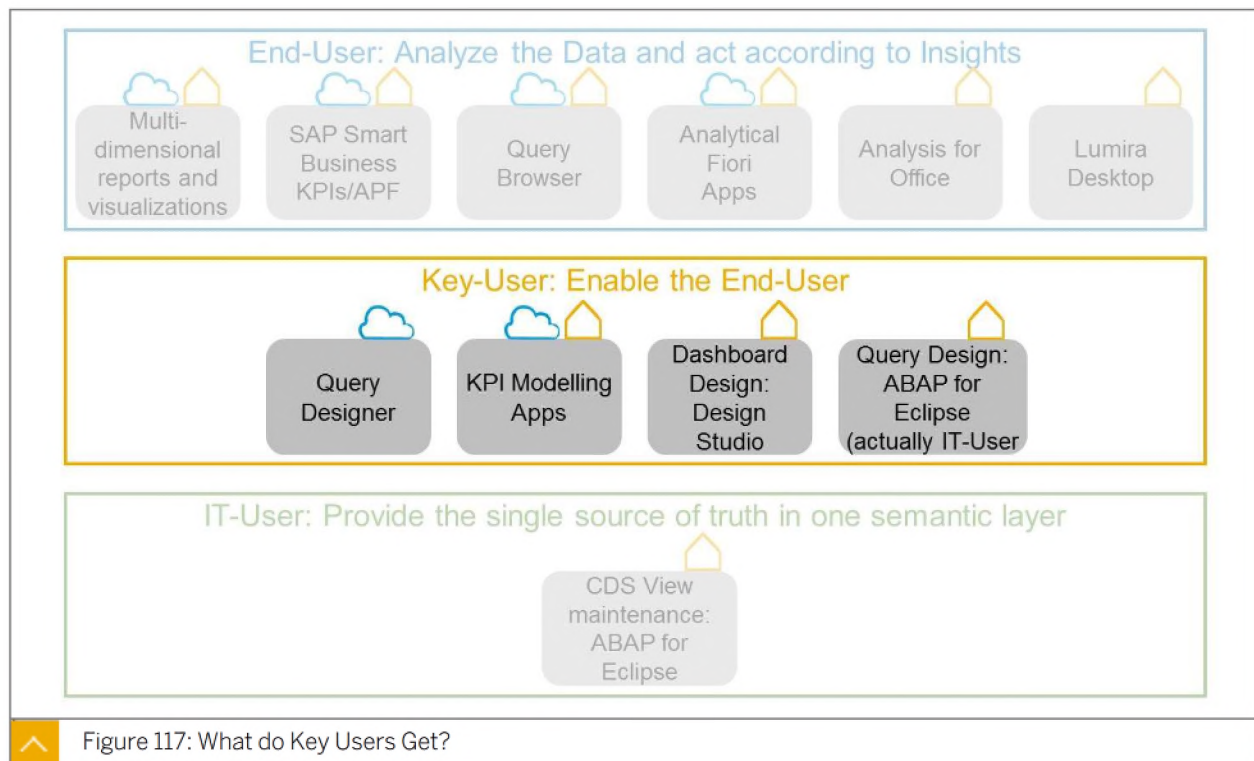 End-User: Analyze the Data and act according to Insights
Multi-
dimensional
reports and
visualizations
SAP Smart
Business
KPIs/APF
Query
Browser
Analytical
Fiori
Apps
Analysis for
Office
Lumira
Desktop
Key-User: Enable the End-User
Query
Designer
KPI Modelling
Apps
Dashboard
Design:
Design
Studio
Query Design:
ABAP for
Eclipse
(actually IT-User
IT-User: Provide the single source of truth in one semantic layer
CDS View
maintenance:
ABAP for
Eclipse
Figure 117: What do Key Users Get?